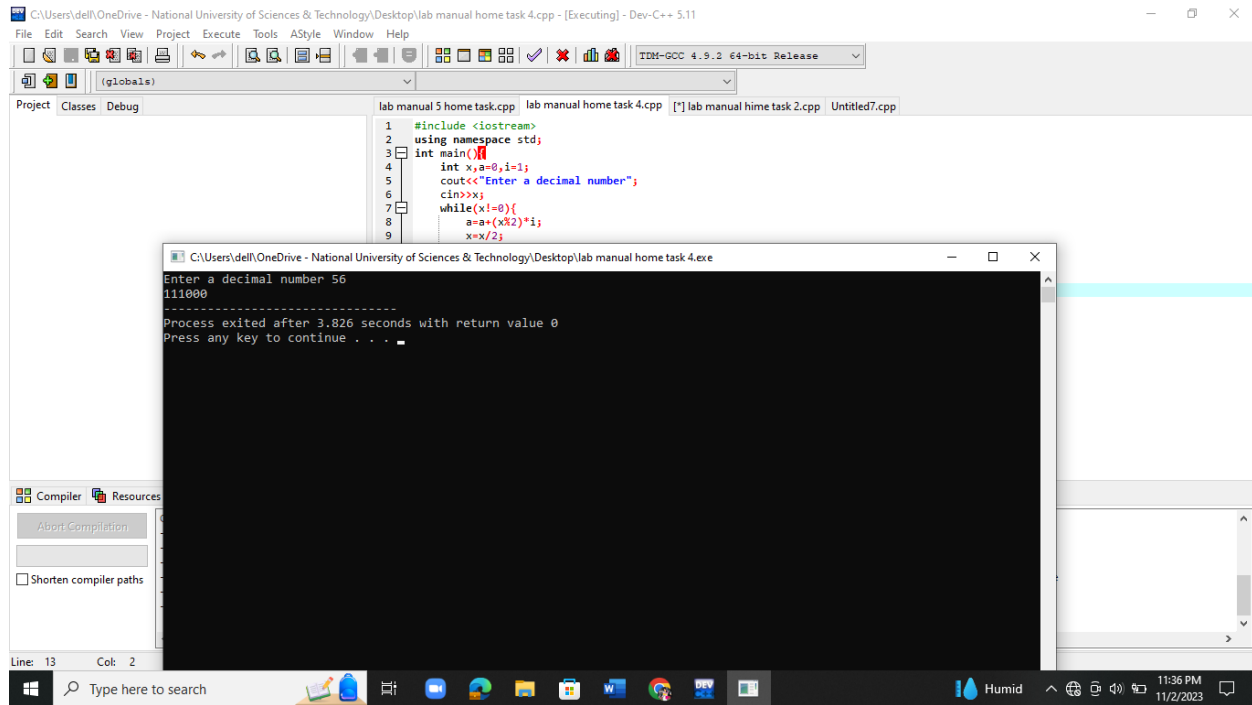 C:\Users\dell\OneDrive - National University of Sciences & Technology\Desktop\lab manual home task 4.cpp - [Executing] - Dev-C++ 5.11
File Edit Search View Project Execute Tools AStyle Window Help
TDM-GCC 4.9.2 64-bit Release
(globals)
Project Classes Debug
lab manual 5 home task.cpp lab manual home task 4.cpp [*] lab manual hime task 2.cpp Untitled7.cpp
1 #include <iostream>
2 using namespace std;
3 int main(){
4 int x,a=0,i=1;
5 cout<<"Enter a decimal number";
6 cin>>x;
7 while(x!=0){
8 a=a+(x%2)*i;
9 x=x/2;
C:\Users\dell\OneDrive - National University of Sciences & Technology\Desktop\lab manual home task 4.exe
Enter a decimal number 56
111000
--------------------------------
Process exited after 3.826 seconds with return value 0
Press any key to continue . . .
Compiler Resources
Abort Compilation
Shorten compiler paths
Line: 13 Col: 2
Type here to search
W
DEV
Humid
11:36 PM
11/2/2023